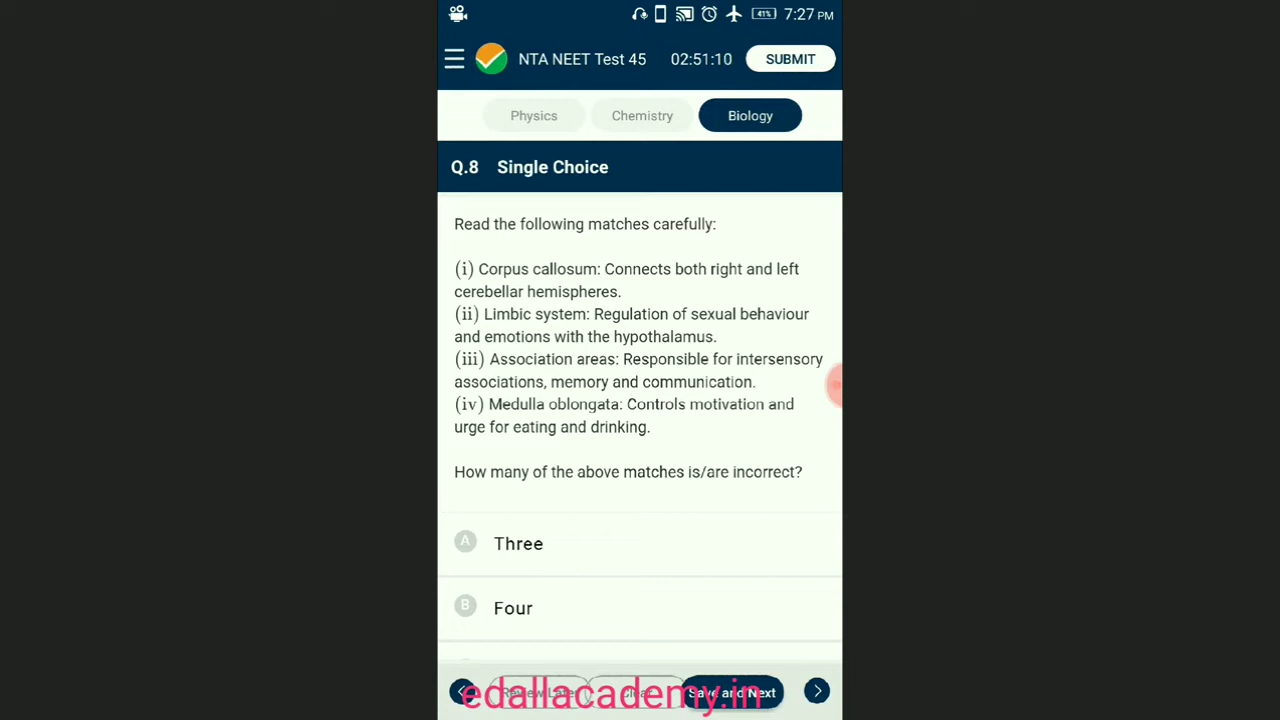 41% 7:27 PM
NTA NEET Test 45 02:51:10 SUBMIT
Physics Chemistry Biology
Q.8 Single Choice
Read the following matches carefully:
(i) Corpus callosum: Connects both right and left
cerebellar hemispheres.
(ii) Limbic system: Regulation of sexual behaviour
and emotions with the hypothalamus.
(iii) Association areas: Responsible for intersensory
associations, memory and communication.
(iv) Medulla oblongata: Controls motivation and
urge for eating and drinking.
How many of the above matches is/are incorrect?
A Three
B Four
Review Later Clear Save and Next
edallacademy.in